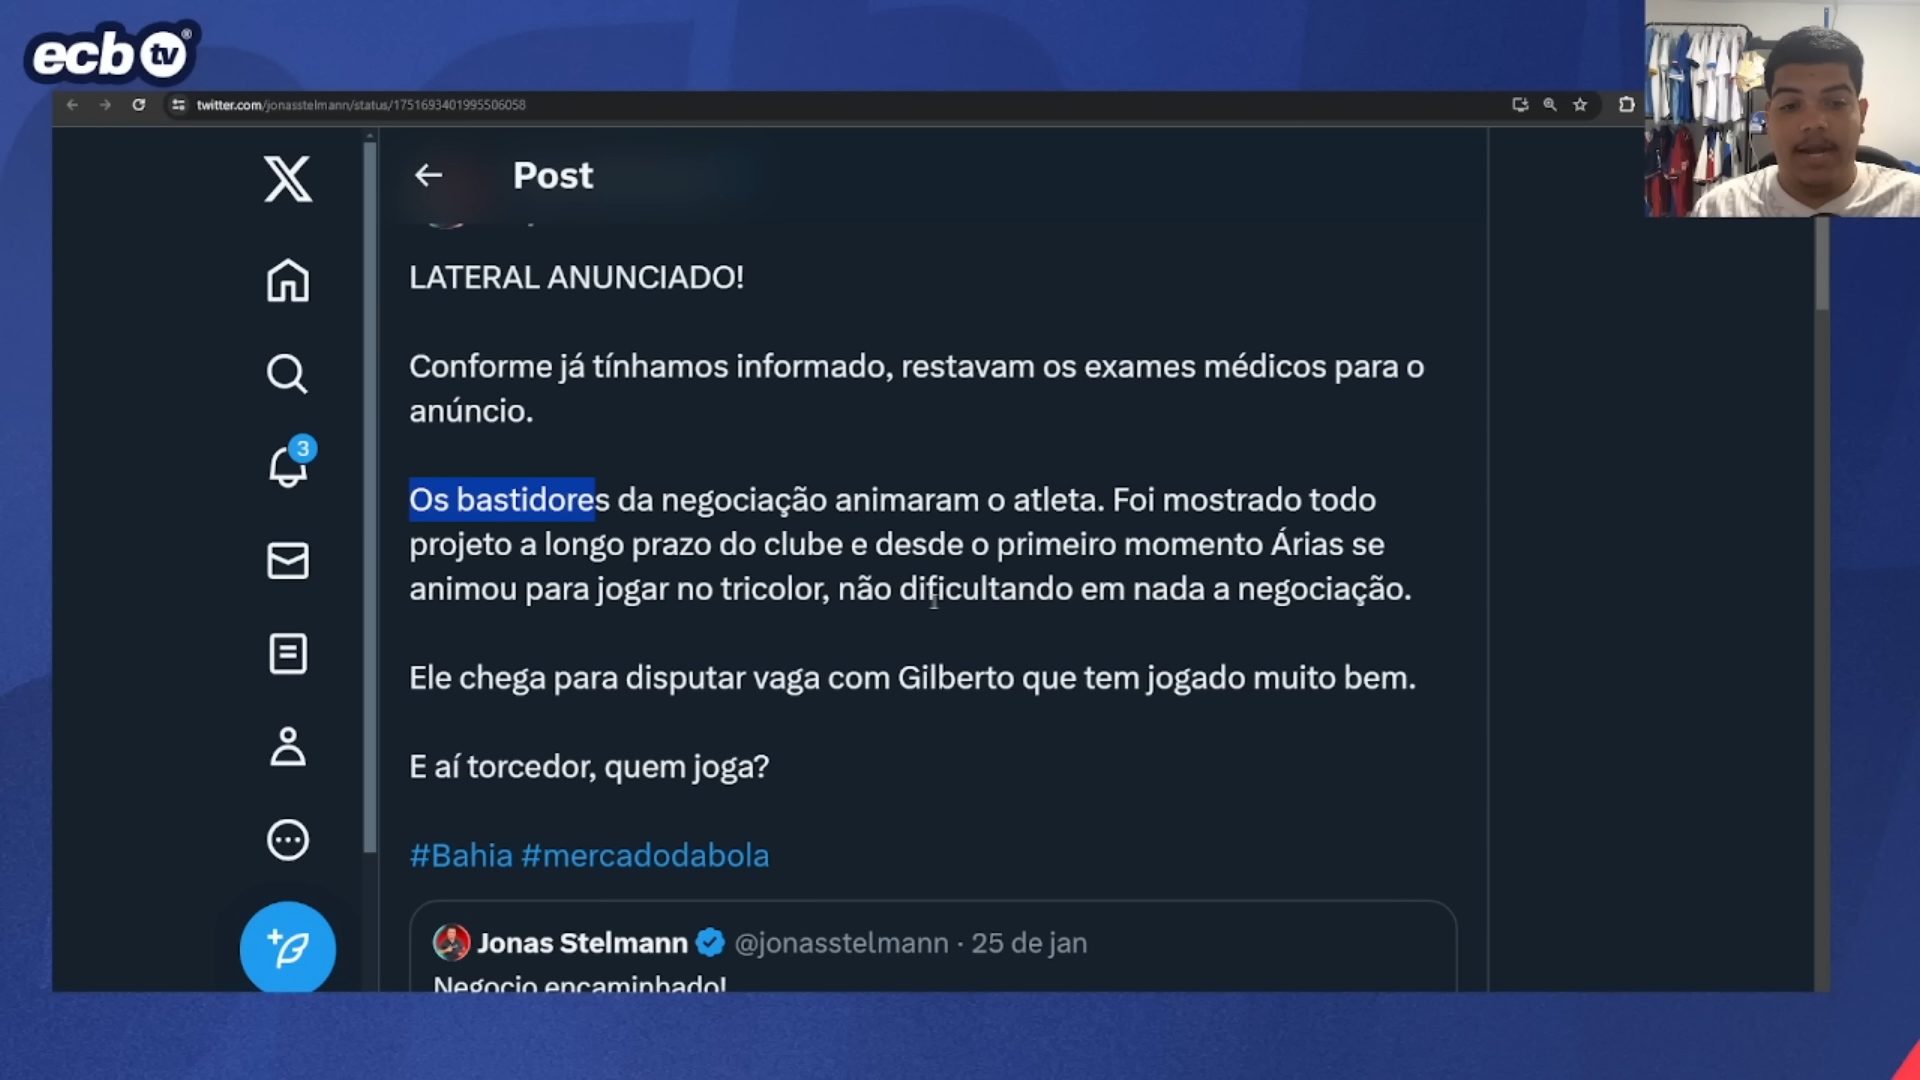 ecb tv®
twitter.com/jonasstelmann/status/1751693401995506058
Post
LATERAL ANUNCIADO!
Conforme já tínhamos informado, restavam os exames médicos para o
anúncio.
3
Os bastidores da negociação animaram o atleta. Foi mostrado todo
projeto a longo prazo do clube e desde o primeiro momento Árias se
animou para jogar no tricolor, não dificultando em nada a negociação.
Ele chega para disputar vaga com Gilberto que tem jogado muito bem.
E aí torcedor, quem joga?
#Bahia #mercadodabola
Jonas Stelmann @jonasstelmann · 25 de jan
Negocio encaminhado!